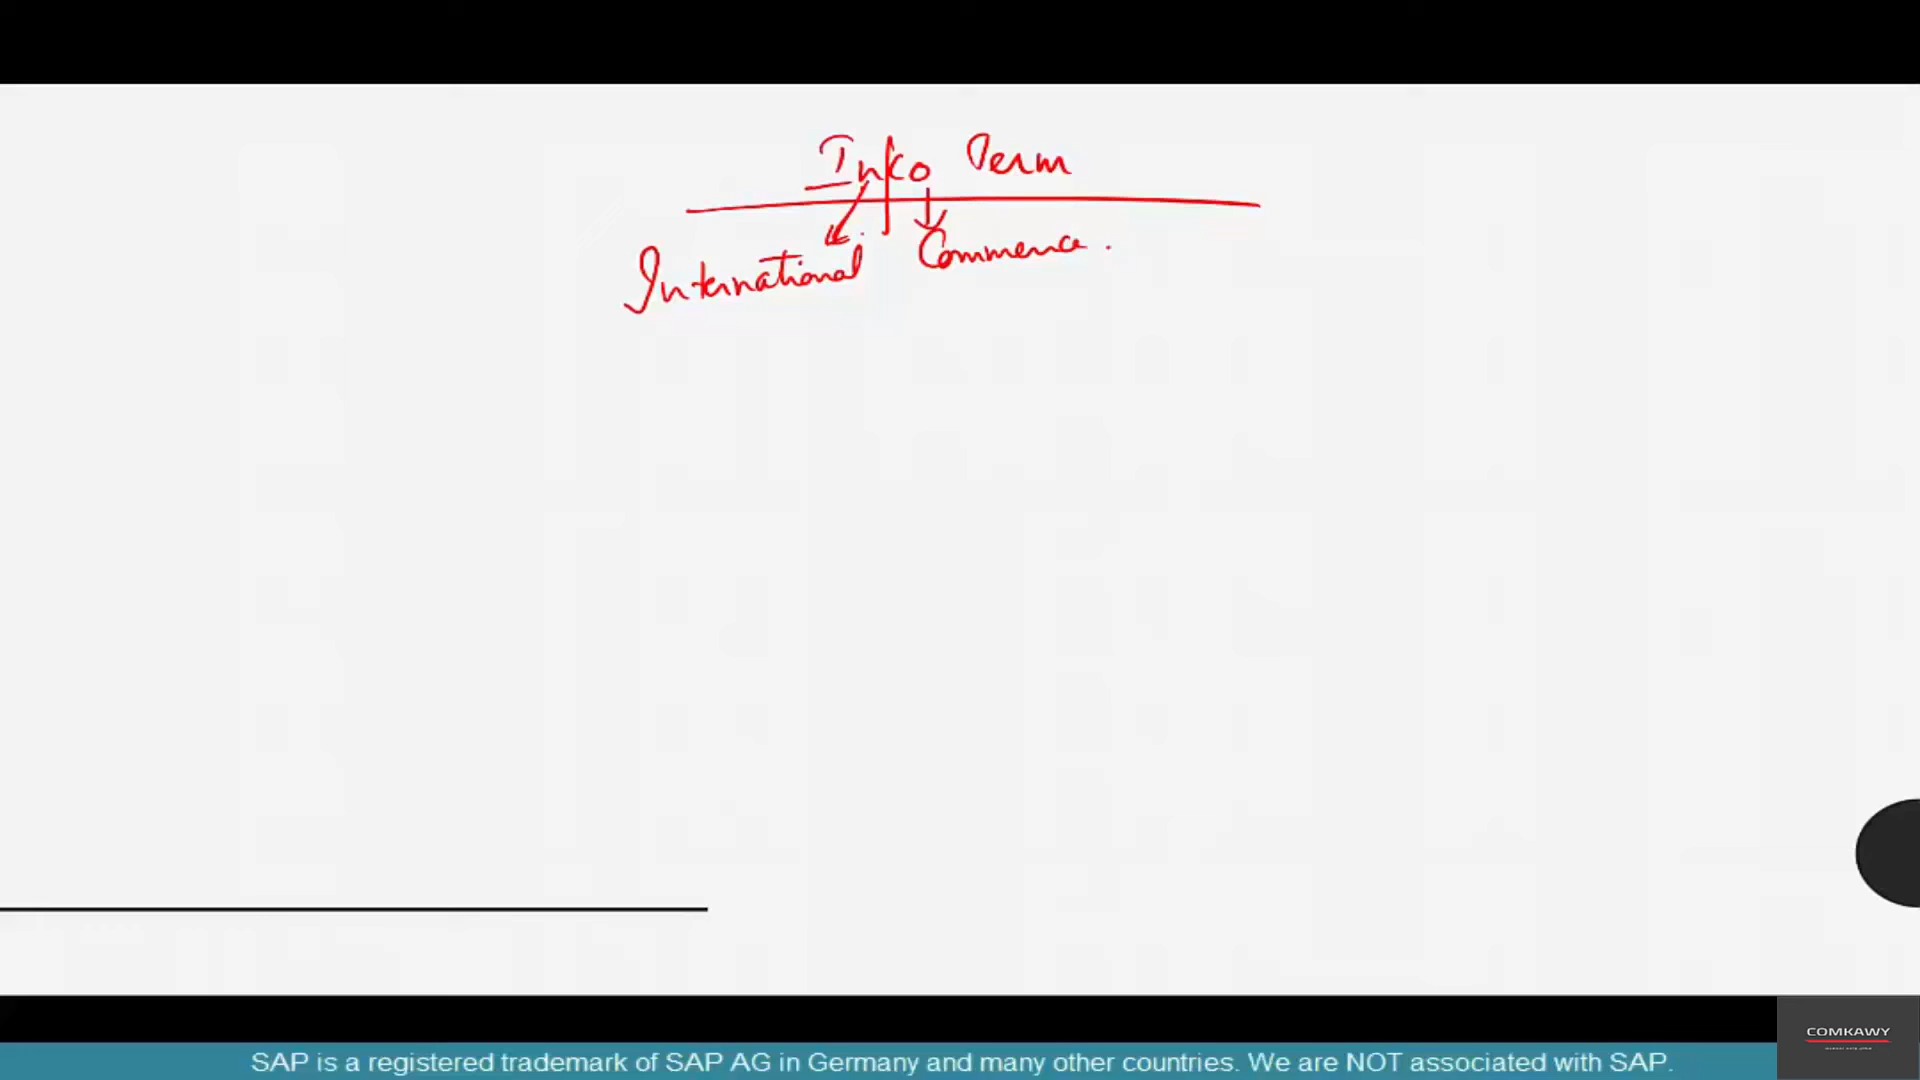 Inko Term
International Commerce.
COMKAWY
SAP is a registered trademark of SAP AG in Germany and many other countries. We are NOT associated with SAP.